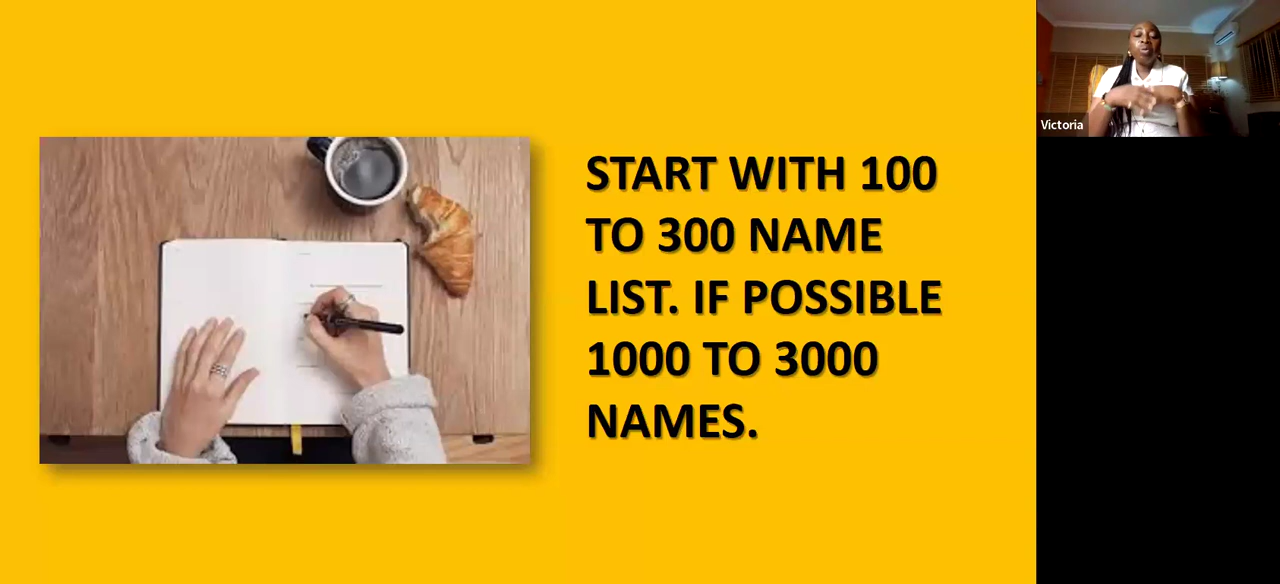 START WITH 100
TO 300 NAME
LIST. IF POSSIBLE
1000 TO 3000
NAMES.
Victoria